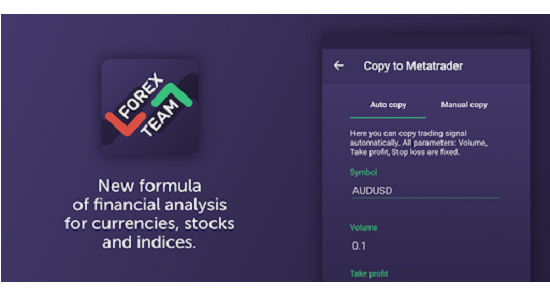 FOREX
TEAM
New formula
of financial analysis
for currencies, stocks
and indices.
← Copy to Metatrader
Auto copy Manual copy
Here you can copy trading signal
automatically. All parameters: Volume,
Take profit, Stop loss are fixed.
Symbol
AUDUSD
Volume
0.1
Take profit